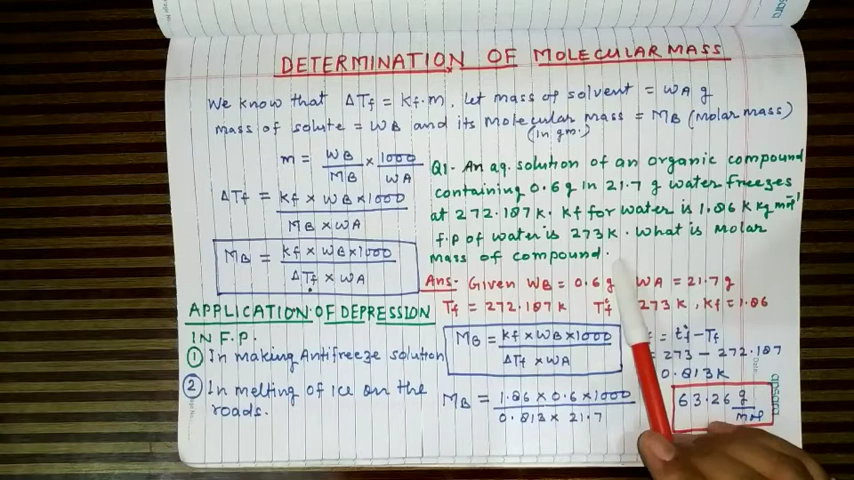 DETERMINATION OF MOLECULAR MASS
We know that ΔTf = Kf.m, Let mass of solvent = WA g
mass of solute = WB and its Molecular mass = MB (Molar mass)
(in gm.)
m = WB/MB × 1000/WA
ΔTf = Kf × WB × 1000 / MB × WA
MB = Kf × WB × 1000 / ΔTf × WA
APPLICATION OF DEPRESSION
IN F.P.
① In making Antifreeze solution
② In melting of ice on the
roads.
Q1- An aq. solution of an organic compound
containing 0.6 g in 21.7 g water freezes
at 272.187 K. Kf for water is 1.86 K Kg mol⁻¹
f.p of water is 273 K. What is Molar
mass of compound.
Ans- Given WB = 0.6 g WA = 21.7 g
Tf = 272.187 K T°f 273 K, Kf = 1.86
MB = Kf × WB × 1000 / ΔTf × WA
f = t°f - Tf
= 273 - 272.187
0.813 K
MB = 1.86 × 0.6 × 1000 / 0.813 × 21.7
63.26 g/mol
apsara